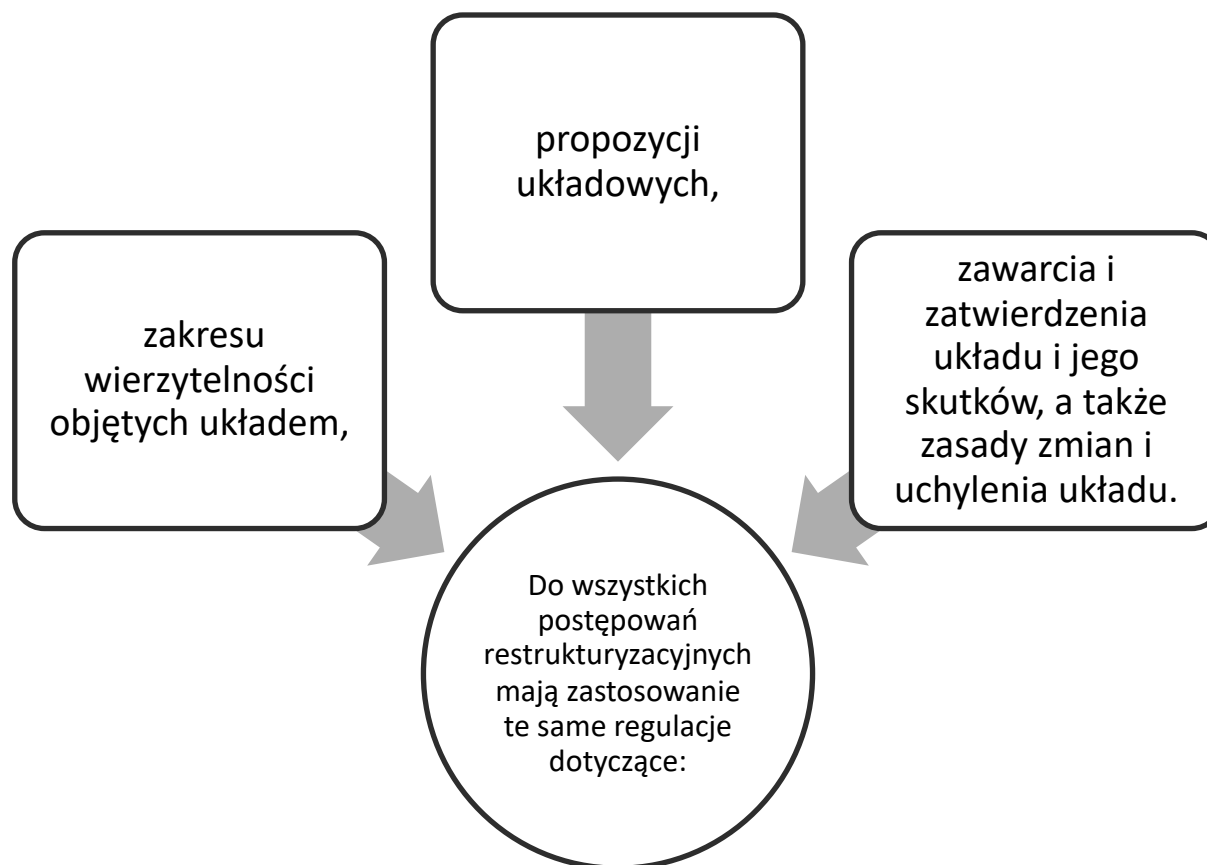 propozycji
układowych,
zakresu
wierzytelności
objętych układem,
zawarcia i
zatwierdzenia
układu i jego
skutków, a także
zasady zmian i
uchylenia układu.
Do wszystkich
postępowań
restrukturyzacyjnych
mają zastosowanie
te same regulacje
dotyczące: